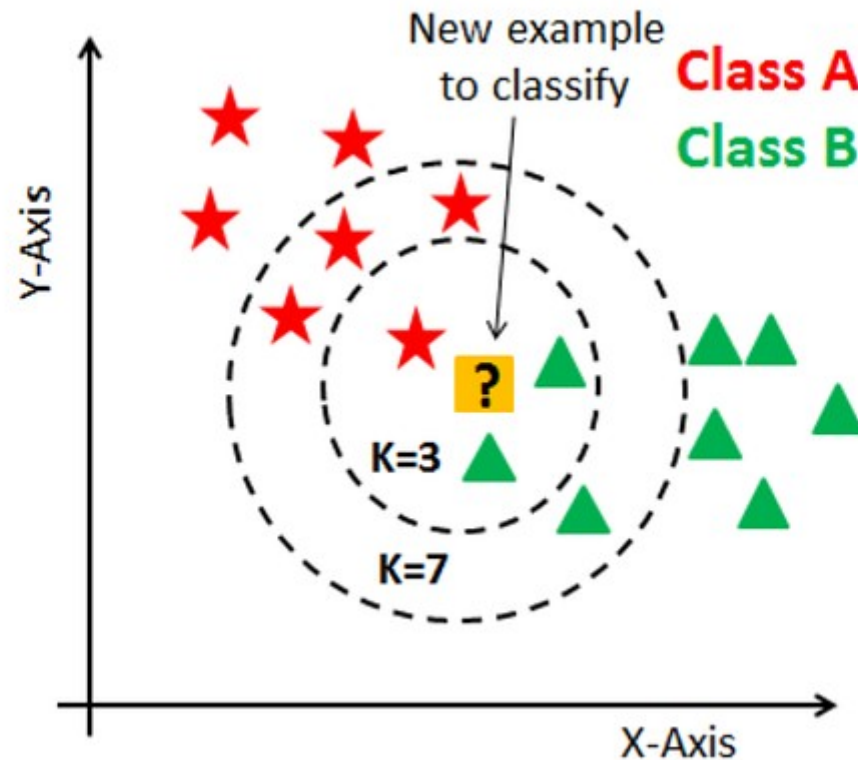 New example
to classify
Class A
Class B
Y-Axis
?
K=3
K=7
X-Axis